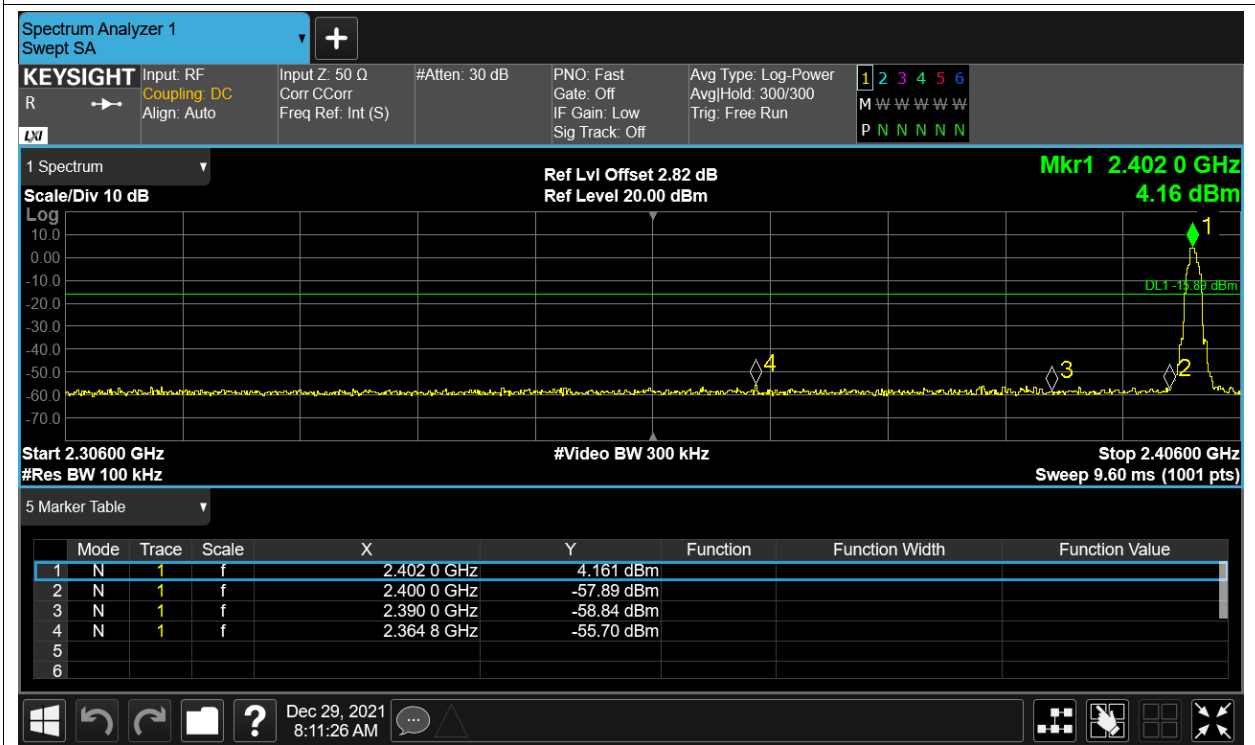 Spectrum Analyzer 1
Swept SA
KEYSIGHT Input: RF Input Z: 50 Ω #Atten: 30 dB PNO: Fast Avg Type: Log-Power 1 2 3 4 5 6
R Coupling: DC Corr CCorr Gate: Off Avg|Hold: 300/300 M W W W W W
Align: Auto Freq Ref: Int (S) IF Gain: Low Trig: Free Run
LXI Sig Track: Off P N N N N N
1 Spectrum Ref Lvl Offset 2.82 dB Mkr1 2.402 0 GHz
Scale/Div 10 dB Ref Level 20.00 dBm 4.16 dBm
Log
1
10.0
0.00
-10.0
DL1 -15.89 dBm
-20.0
-30.0
-40.0
4 3 2
-50.0
-60.0
-70.0
Start 2.30600 GHz #Video BW 300 kHz Stop 2.40600 GHz
#Res BW 100 kHz Sweep 9.60 ms (1001 pts)
5 Marker Table
Mode Trace Scale X Y Function Function Width Function Value
1 N 1 f 2.402 0 GHz 4.161 dBm
2 N 1 f 2.400 0 GHz -57.89 dBm
3 N 1 f 2.390 0 GHz -58.84 dBm
4 N 1 f 2.364 8 GHz -55.70 dBm
5
6
? Dec 29, 2021
8:11:26 AM